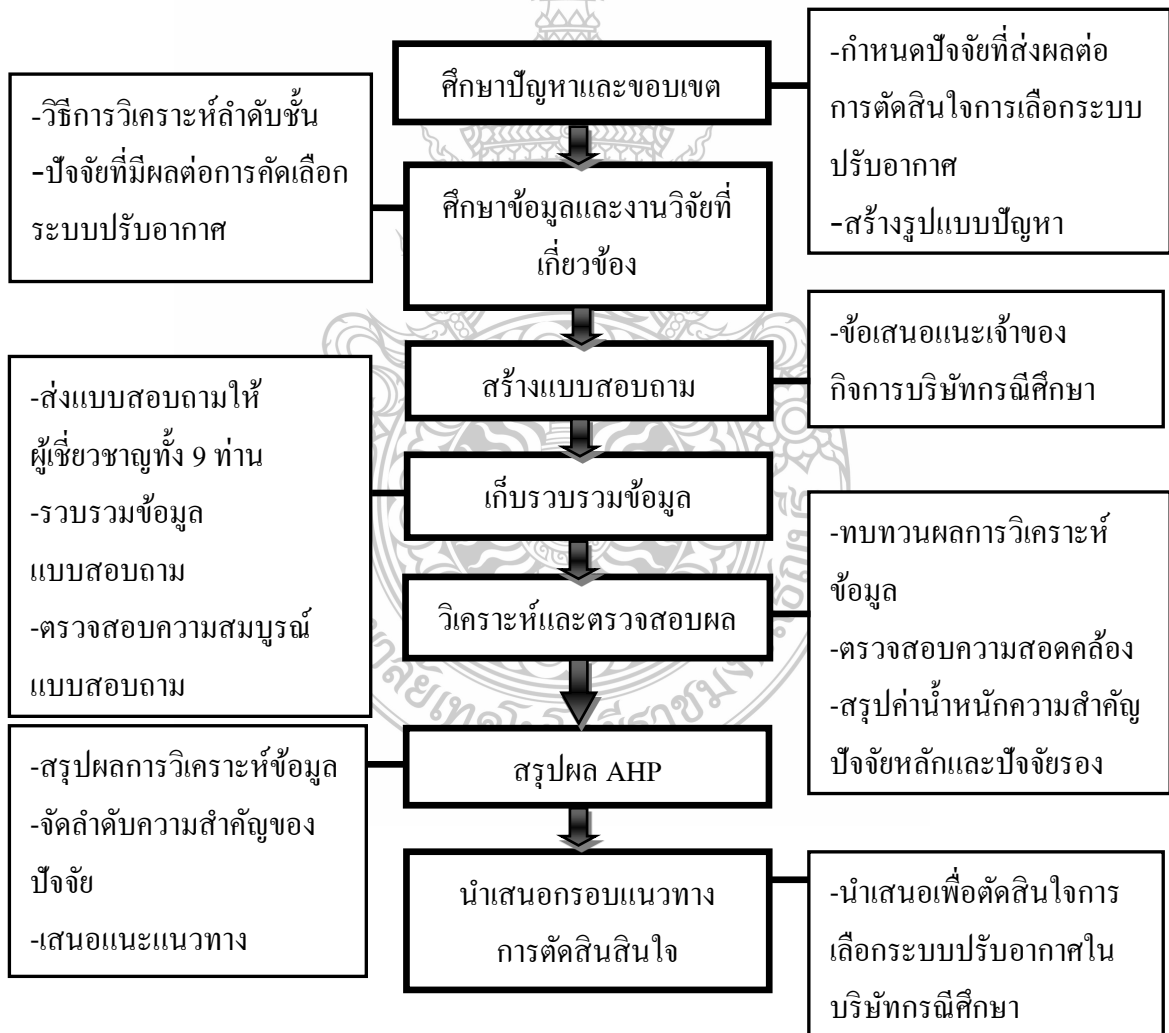 ศึกษาปัญหาและขอบเขต
-กำหนดปัจจัยที่ส่งผลต่อ
การตัดสินใจการเลือกระบบ
ปรับอากาศ
-สร้างรูปแบบปัญหา
-วิธีการวิเคราะห์ลำดับชั้น
-ปัจจัยที่มีผลต่อการคัดเลือก
ระบบปรับอากาศ
ศึกษาข้อมูลและงานวิจัยที่
เกี่ยวข้อง
สร้างแบบสอบถาม
-ข้อเสนอแนะเจ้าของ
กิจการบริษัทกรณีศึกษา
-ส่งแบบสอบถามให้
ผู้เชี่ยวชาญทั้ง 9 ท่าน
-รวบรวมข้อมูล
แบบสอบถาม
-ตรวจสอบความสมบูรณ์
แบบสอบถาม
เก็บรวบรวมข้อมูล
วิเคราะห์และตรวจสอบผล
-ทบทวนผลการวิเคราะห์
ข้อมูล
-ตรวจสอบความสอดคล้อง
-สรุปค่าน้ำหนักความสำคัญ
ปัจจัยหลักและปัจจัยรอง
-สรุปผลการวิเคราะห์ข้อมูล
-จัดลำดับความสำคัญของ
ปัจจัย
-เสนอแนะแนวทาง
สรุปผล AHP
นำเสนอกรอบแนวทาง
การตัดสินสินใจ
-นำเสนอเพื่อตัดสินใจการ
เลือกระบบปรับอากาศใน
บริษัทกรณีศึกษา